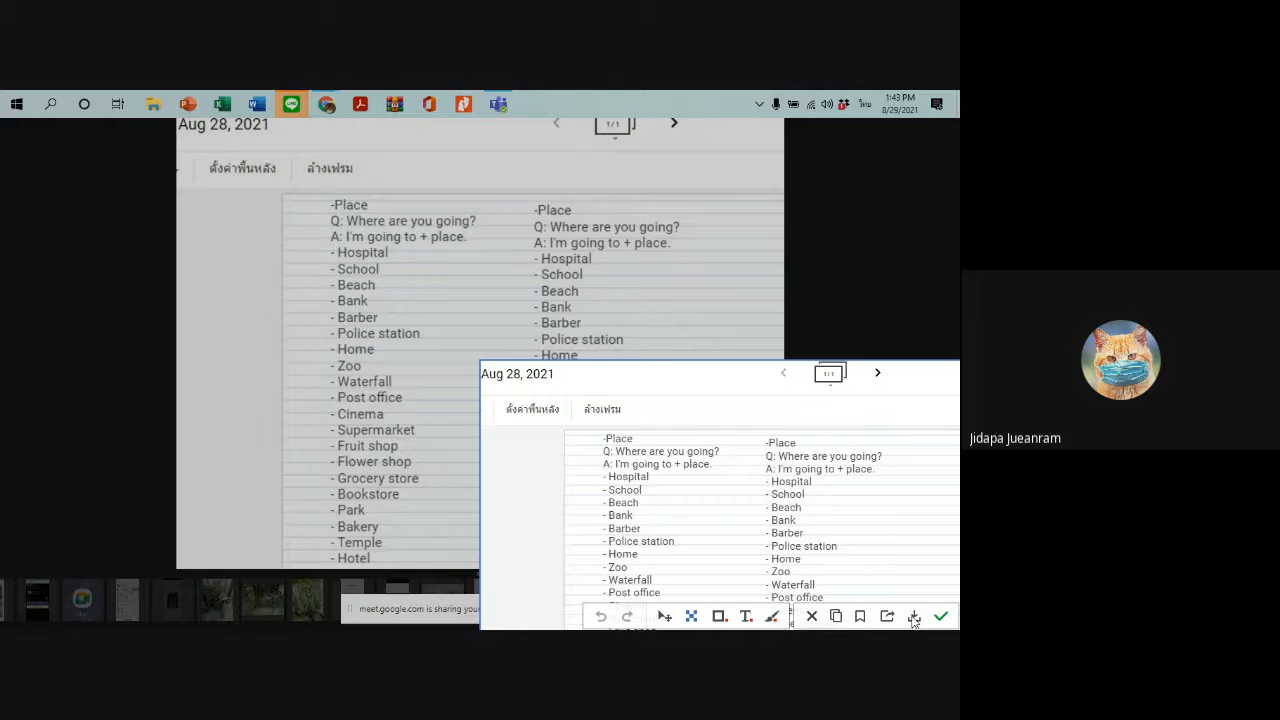 1:43 PM
8/29/2021
ไทย
Aug 28, 2021
1/1
ตั้งค่าพื้นหลัง
ล้างเฟรม
-Place
Q: Where are you going?
A: I'm going to + place.
- Hospital
- School
- Beach
- Bank
- Barber
- Police station
- Home
- Zoo
- Waterfall
- Post office
- Cinema
- Supermarket
- Fruit shop
- Flower shop
- Grocery store
- Bookstore
- Park
- Bakery
- Temple
- Hotel
-Place
Q: Where are you going?
A: I'm going to + place.
- Hospital
- School
- Beach
- Bank
- Barber
- Police station
- Home
Aug 28, 2021
1/1
ตั้งค่าพื้นหลัง
ล้างเฟรม
-Place
Q: Where are you going?
A: I'm going to + place.
- Hospital
- School
- Beach
- Bank
- Barber
- Police station
- Home
- Zoo
- Waterfall
- Post office
-Place
Q: Where are you going?
A: I'm going to + place.
- Hospital
- School
- Beach
- Bank
- Barber
- Police station
- Home
- Zoo
- Waterfall
- Post office
meet.google.com is sharing your
Jidapa Jueanram